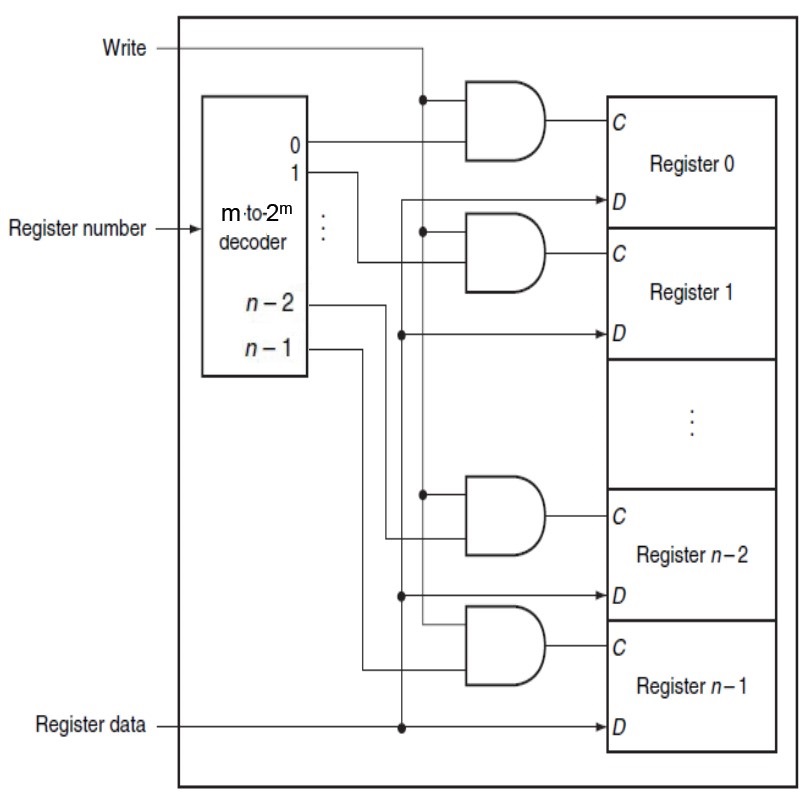 Write
0
1
m-to-2ᵐ
decoder
⋮
Register number
n – 2
n – 1
Register data
C
Register 0
D
C
Register 1
D
⋮
C
Register n – 2
D
C
Register n – 1
D